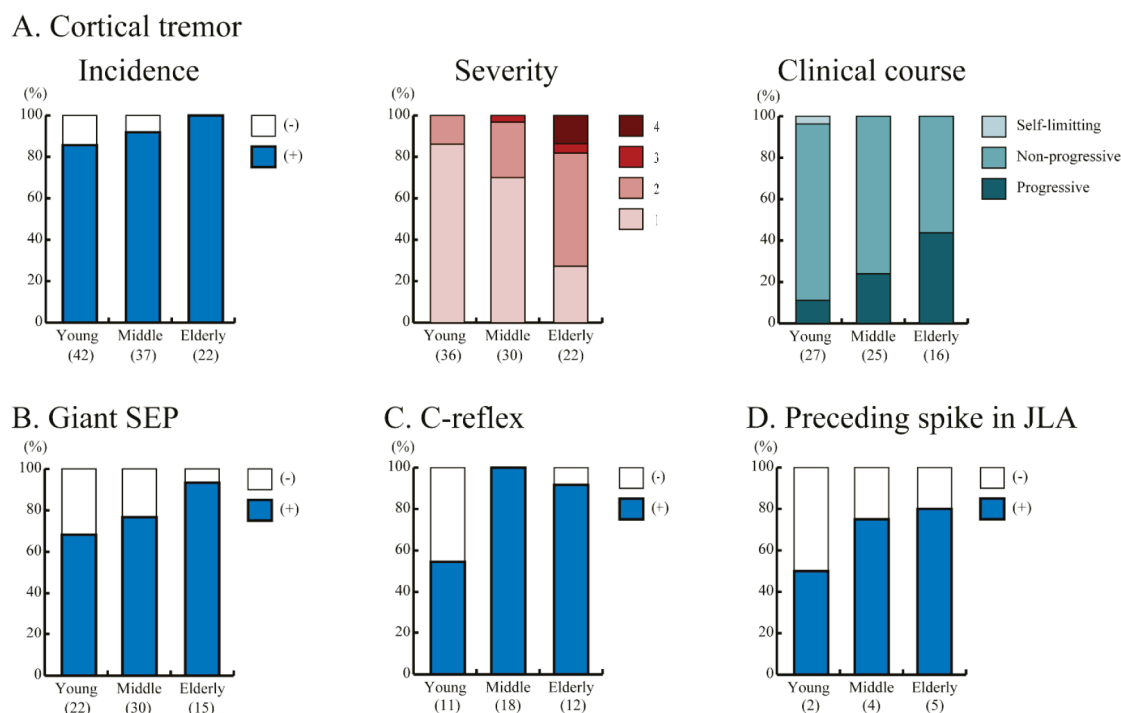 A. Cortical tremor
Incidence
(%)
100
80
60
40
20
0
Young Middle Elderly
(42) (37) (22)
(-)
(+)
Severity
(%)
100
80
60
40
20
0
Young Middle Elderly
(36) (30) (22)
4
3
2
1
Clinical course
(%)
100
80
60
40
20
0
Young Middle Elderly
(27) (25) (16)
Self-limitting
Non-progressive
Progressive
B. Giant SEP
(%)
100
80
60
40
20
0
Young Middle Elderly
(22) (30) (15)
(-)
(+)
C. C-reflex
(%)
100
80
60
40
20
0
Young Middle Elderly
(11) (18) (12)
(-)
(+)
D. Preceding spike in JLA
(%)
100
80
60
40
20
0
Young Middle Elderly
(2) (4) (5)
(-)
(+)